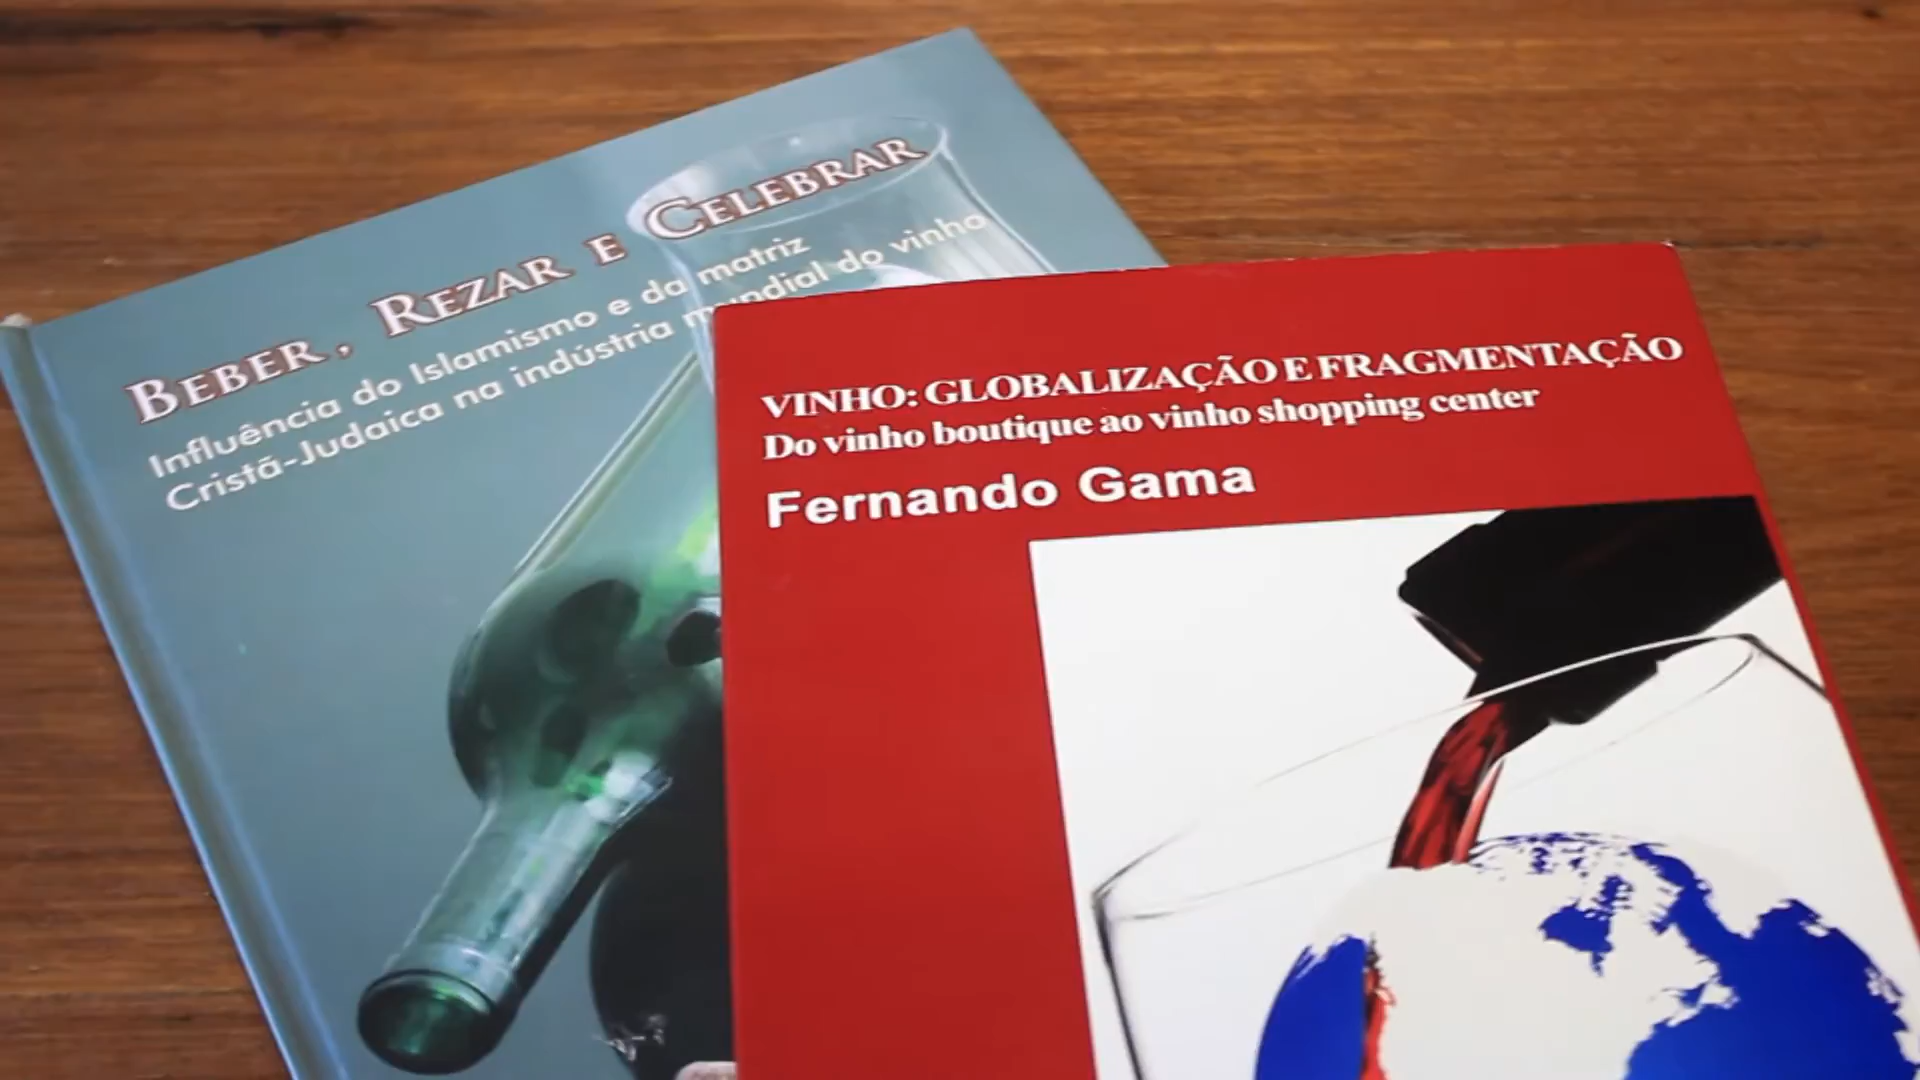 BEBER, REZAR E CELEBRAR
Influência do Islamismo e da matriz
Cristã-Judaica na indústria mundial do vinho
VINHO: GLOBALIZAÇÃO E FRAGMENTAÇÃO
Do vinho boutique ao vinho shopping center
Fernando Gama